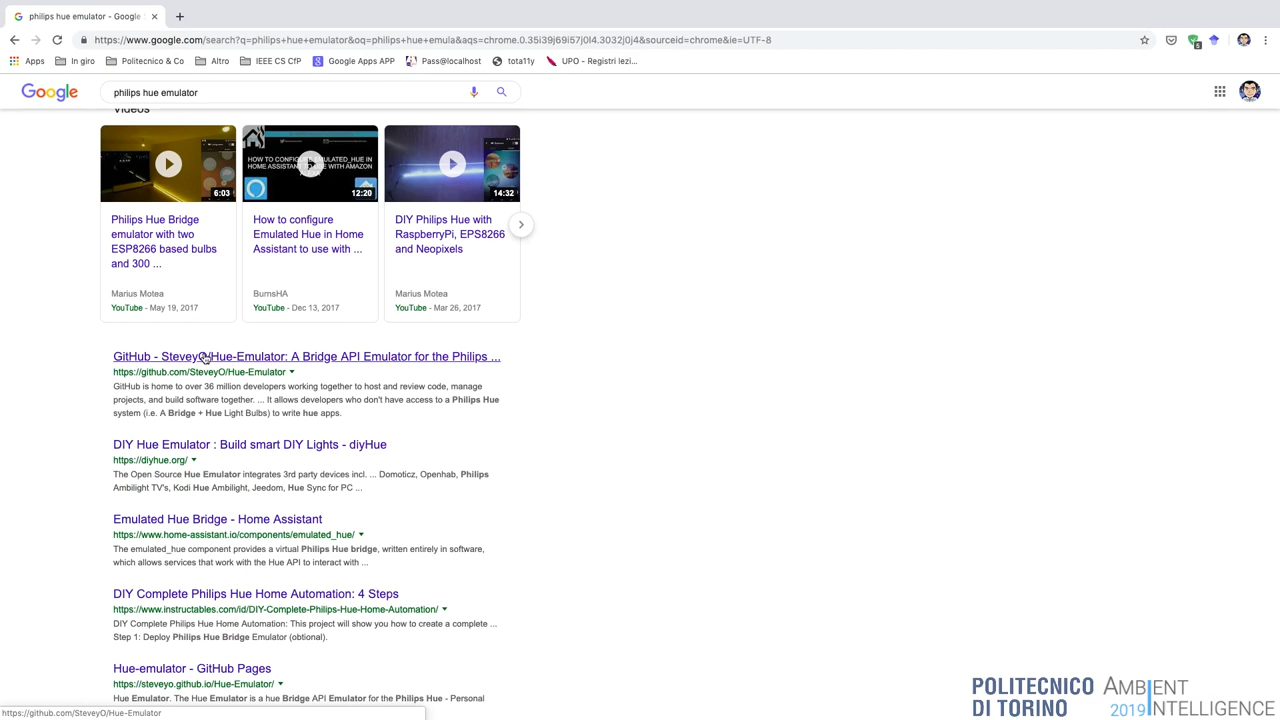 philips hue emulator - Google S
https://www.google.com/search?q=philips+hue+emulator&oq=philips+hue+emula&aqs=chrome.0.35i39j69i57j0l4.3032j0j4&sourceid=chrome&ie=UTF-8
Apps In giro Politecnico & Co Altro IEEE CS CfP Google Apps APP Pass@localhost tota11y UPO - Registri lezi...
Google philips hue emulator
Videos
HOW TO CONFIGURE EMULATED_HUE IN
HOME ASSISTANT TO USE WITH AMAZON
6:03 12:20 14:32
Philips Hue Bridge
emulator with two
ESP8266 based bulbs
and 300 ...
Marius Motea
YouTube - May 19, 2017
How to configure
Emulated Hue in Home
Assistant to use with ...
BurnsHA
YouTube - Dec 13, 2017
DIY Philips Hue with
RaspberryPi, EPS8266
and Neopixels
Marius Motea
YouTube - Mar 26, 2017
GitHub - SteveyO/Hue-Emulator: A Bridge API Emulator for the Philips ...
https://github.com/SteveyO/Hue-Emulator
GitHub is home to over 36 million developers working together to host and review code, manage
projects, and build software together. ... It allows developers who don't have access to a Philips Hue
system (i.e. A Bridge + Hue Light Bulbs) to write hue apps.
DIY Hue Emulator : Build smart DIY Lights - diyHue
https://diyhue.org/
The Open Source Hue Emulator integrates 3rd party devices incl. ... Domoticz, Openhab, Philips
Ambilight TV's, Kodi Hue Ambilight, Jeedom, Hue Sync for PC ...
Emulated Hue Bridge - Home Assistant
https://www.home-assistant.io/components/emulated_hue/
The emulated_hue component provides a virtual Philips Hue bridge, written entirely in software,
which allows services that work with the Hue API to interact with ...
DIY Complete Philips Hue Home Automation: 4 Steps
https://www.instructables.com/id/DIY-Complete-Philips-Hue-Home-Automation/
DIY Complete Philips Hue Home Automation: This project will show you how to create a complete ...
Step 1: Deploy Philips Hue Bridge Emulator (obtional).
Hue-emulator - GitHub Pages
https://steveyo.github.io/Hue-Emulator/
Hue Emulator. The Hue Emulator is a hue Bridge API Emulator for the Philips Hue - Personal
https://github.com/SteveyO/Hue-Emulator
POLITECNICO
DI TORINO
AMBIENT
2019 INTELLIGENCE